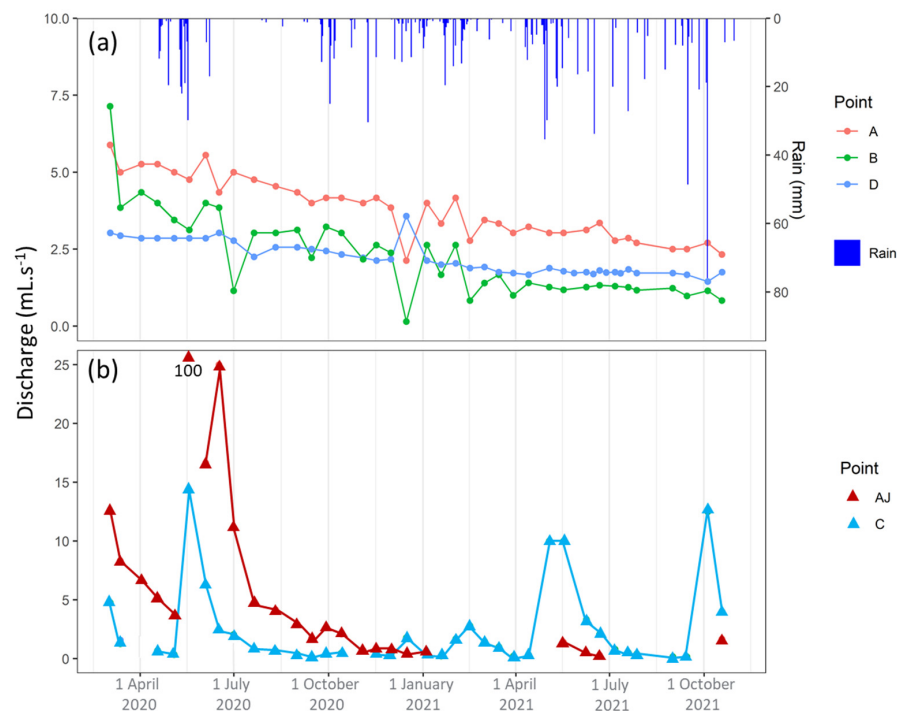 (a)
10.0
7.5
5.0
2.5
0.0
0
20
40
60
80
Rain (mm)
Point
A
B
D
Rain
Discharge (mL.s⁻¹)
(b)
100
25
20
15
10
5
0
Point
AJ
C
1 April 1 July 1 October 1 January 1 April 1 July 1 October
2020 2020 2020 2021 2021 2021 2021